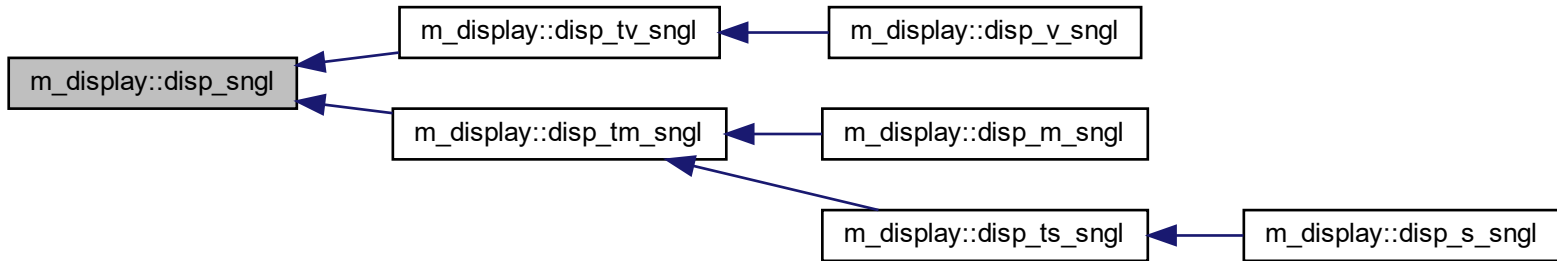 m_display::disp_tv_sngl
m_display::disp_v_sngl
m_display::disp_sngl
m_display::disp_tm_sngl
m_display::disp_m_sngl
m_display::disp_ts_sngl
m_display::disp_s_sngl